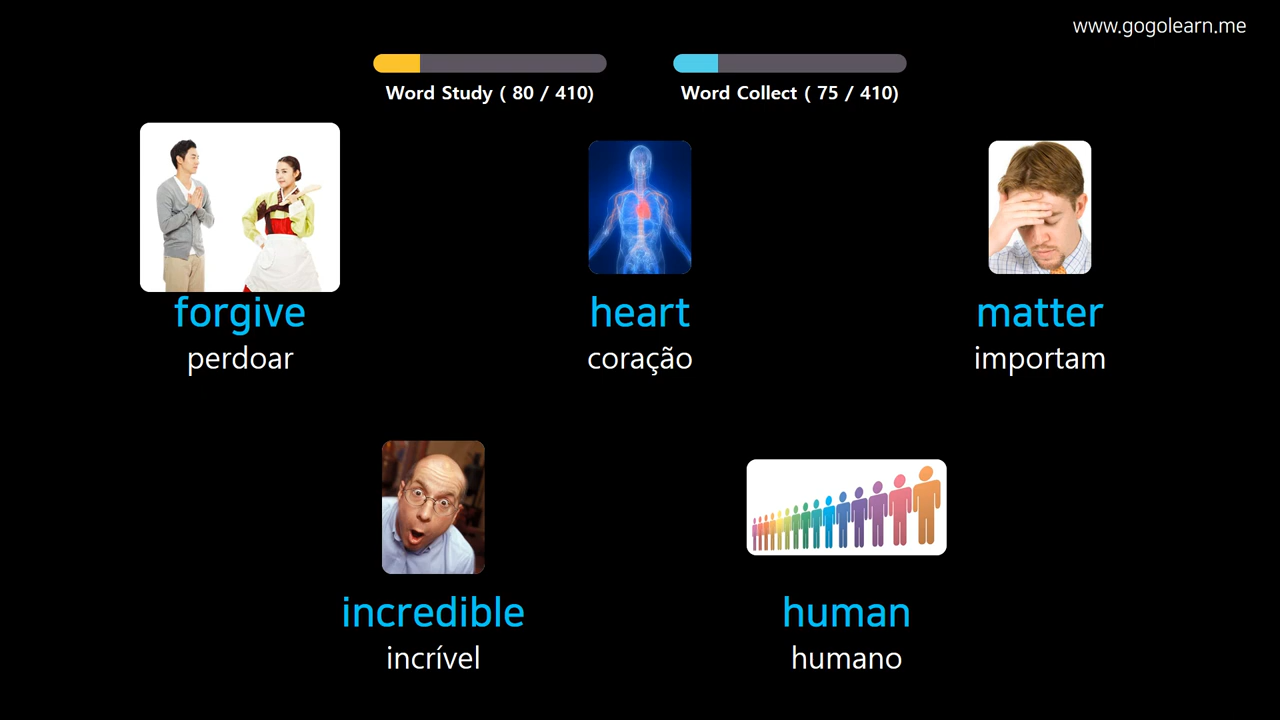 www.gogolearn.me
Word Study ( 80 / 410)
Word Collect ( 75 / 410)
forgive
perdoar
heart
coração
matter
importam
incredible
incrível
human
humano